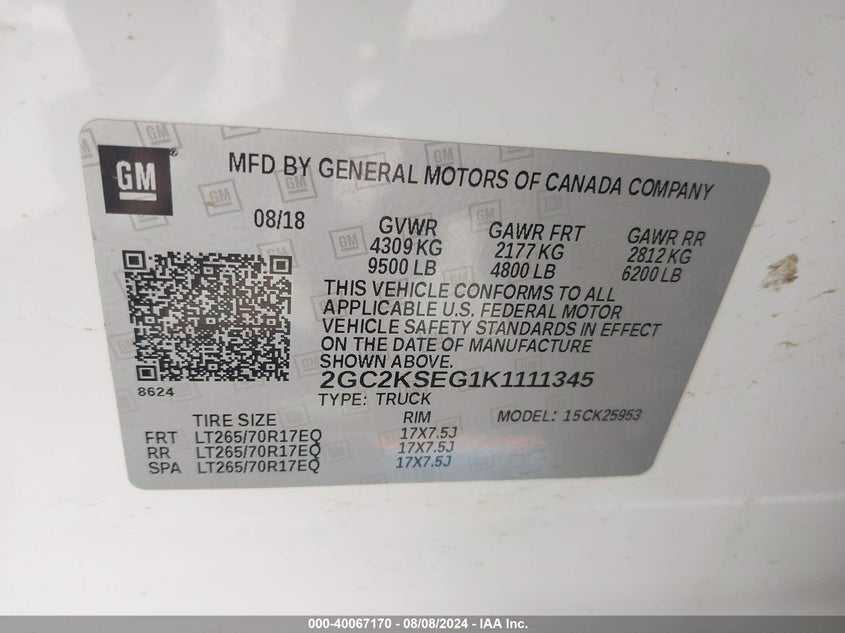 GM
MFD BY GENERAL MOTORS OF CANADA COMPANY
08/18
GVWR GAWR FRT GAWR RR
4309 KG 2177 KG 2812 KG
9500 LB 4800 LB 6200 LB
THIS VEHICLE CONFORMS TO ALL
APPLICABLE U.S. FEDERAL MOTOR
VEHICLE SAFETY STANDARDS IN EFFECT
ON THE DATE OF MANUFACTURE
SHOWN ABOVE.
8624
2GC2KSEG1K1111345
TYPE: TRUCK
TIRE SIZE RIM MODEL: 15CK25953
FRT LT265/70R17EQ 17X7.5J
RR LT265/70R17EQ 17X7.5J
SPA LT265/70R17EQ 17X7.5J
000-40067170 - 08/08/2024 - IAA Inc.